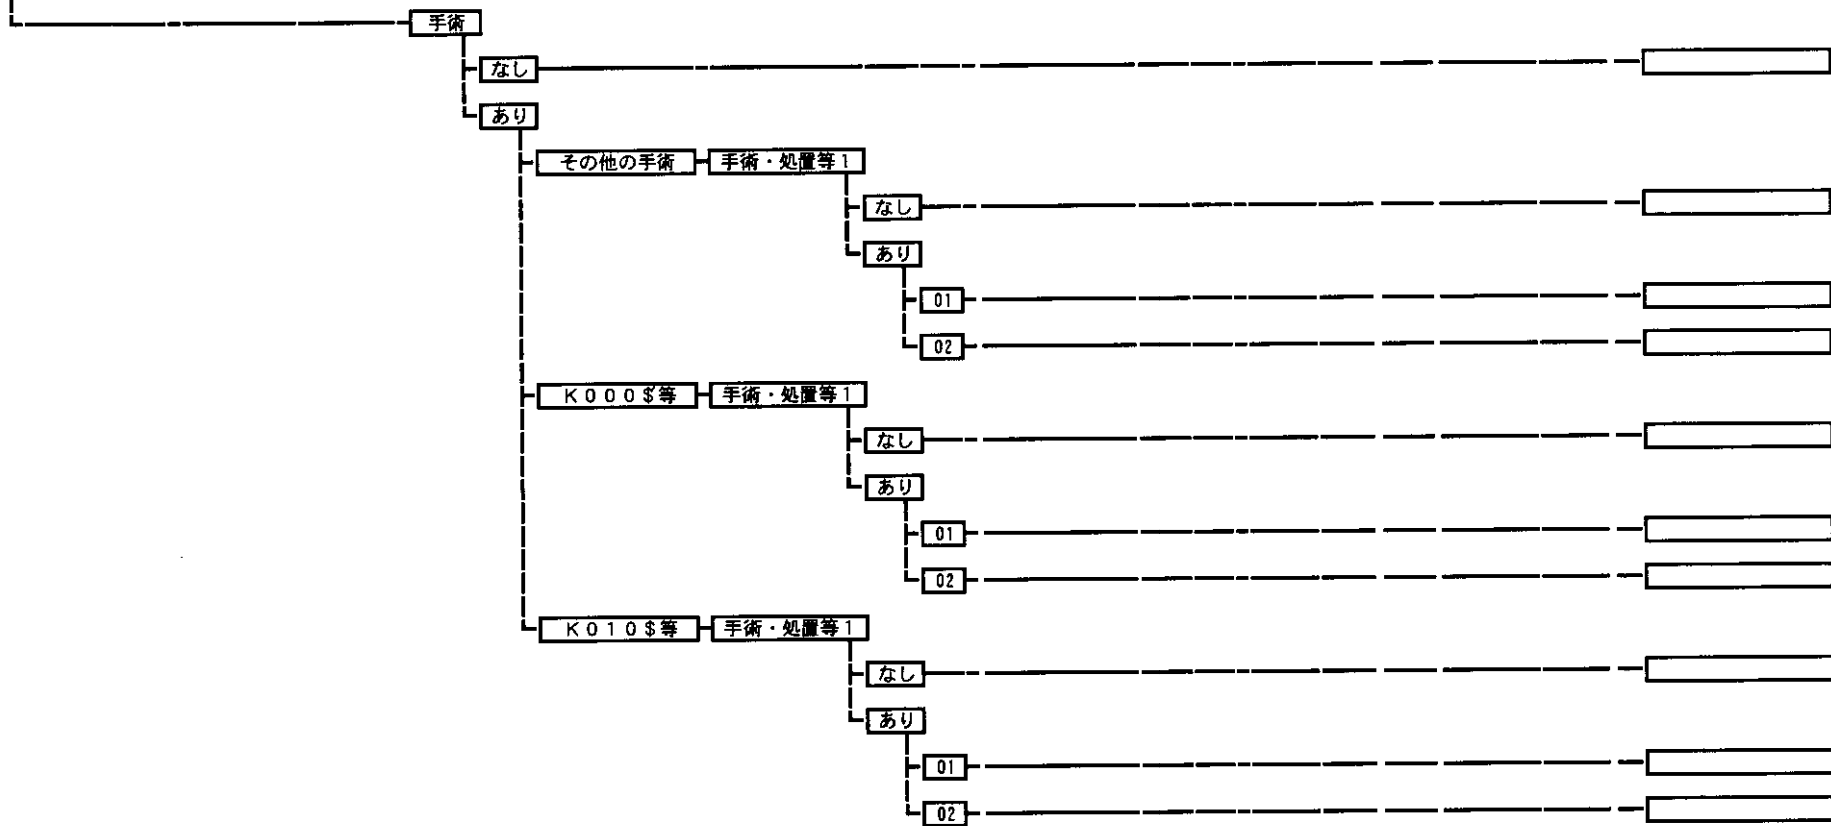 手術
なし
あり
その他の手術 手術・処置等1
なし
あり
01
02
K000$等 手術・処置等1
なし
あり
01
02
K010$等 手術・処置等1
なし
あり
01
02